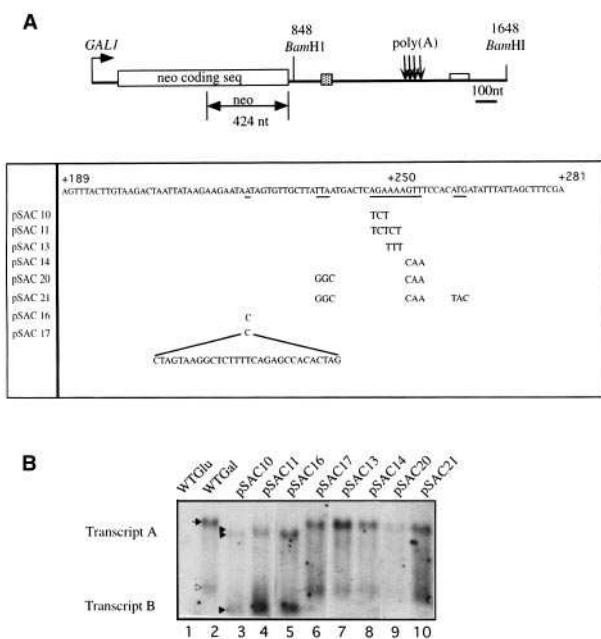 A
848
1648
GAL1
BamH1
poly(A)
BamHI
neo coding seq
neo
100nt
424 nt
+189
+250
+281
AGTTTACTTGTAAGACTAATTATAAGAAGAATAATAGTGTTGCTTATTAATGACTCAGAAAAGTTTCCACATGATATTTATTAGCTTTCGA
pSAC 10
TCT
pSAC 11
TCTCT
pSAC 13
TTT
pSAC 14
CAA
pSAC 20
GGC CAA
pSAC 21
GGC CAA TAC
pSAC 16
C
pSAC 17
C
CTAGTAAGGCTCTTTTCAGAGCCACACTAG
B
WTGlu
WTGal
pSAC10
pSAC11
pSAC16
pSAC17
pSAC13
pSAC14
pSAC20
pSAC21
Transcript A
Transcript B
1 2 3 4 5 6 7 8 9 10